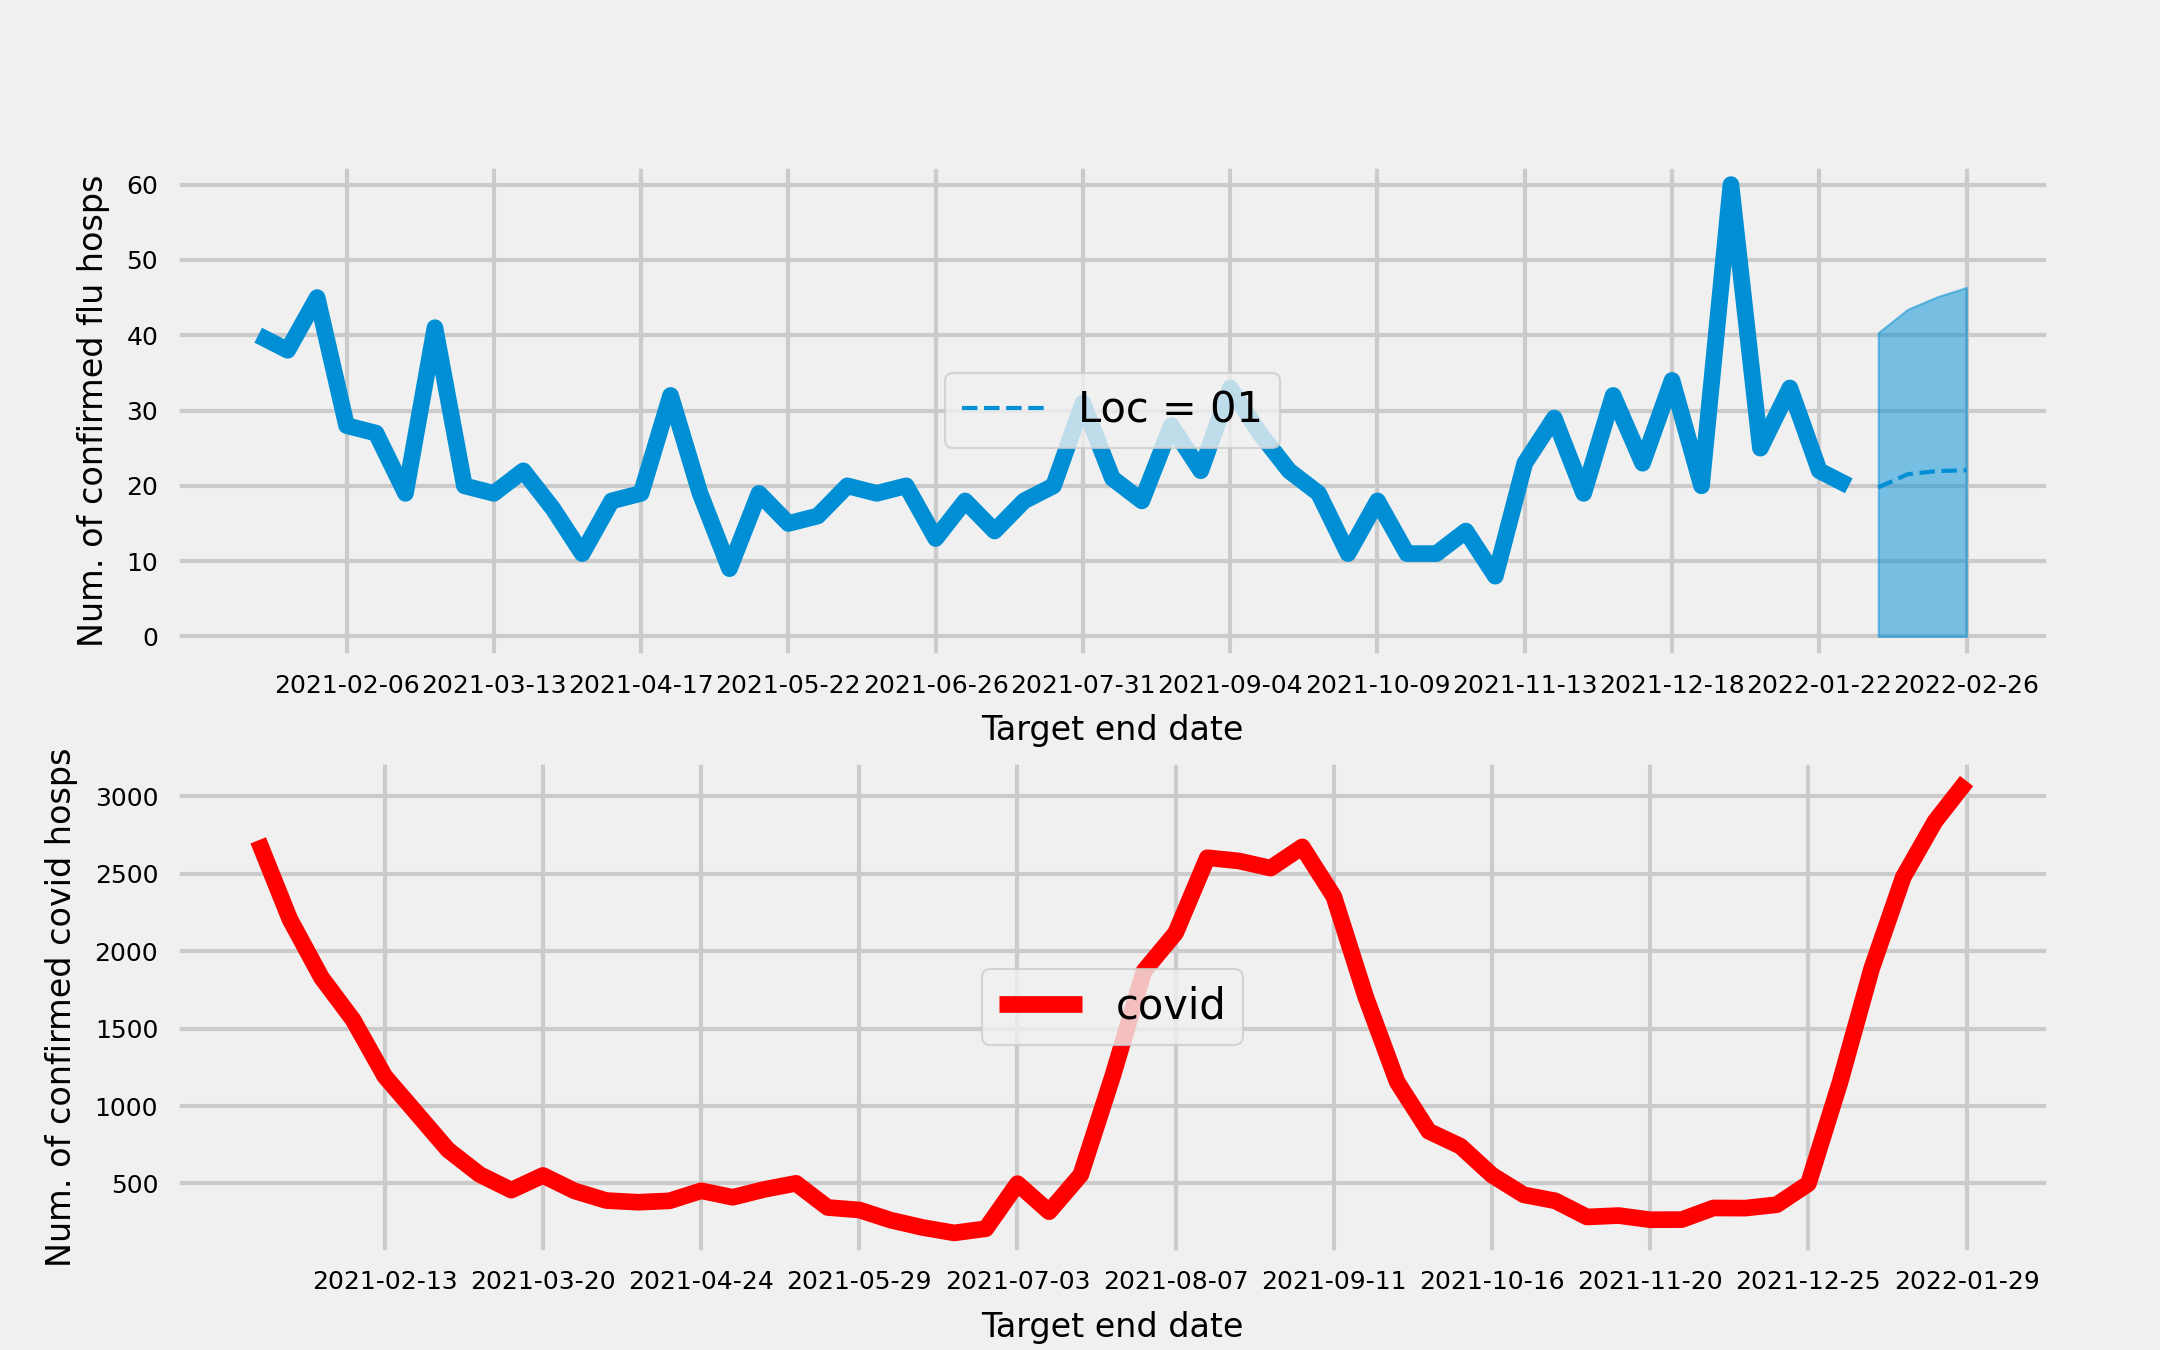 Num. of confirmed flu hosps
60
50
40
30
20
10
0
Loc = 01
2021-02-06 2021-03-13 2021-04-17 2021-05-22 2021-06-26 2021-07-31 2021-09-04 2021-10-09 2021-11-13 2021-12-18 2022-01-22 2022-02-26
Target end date
Num. of confirmed covid hosps
3000
2500
2000
1500
1000
500
covid
2021-02-13 2021-03-20 2021-04-24 2021-05-29 2021-07-03 2021-08-07 2021-09-11 2021-10-16 2021-11-20 2021-12-25 2022-01-29
Target end date